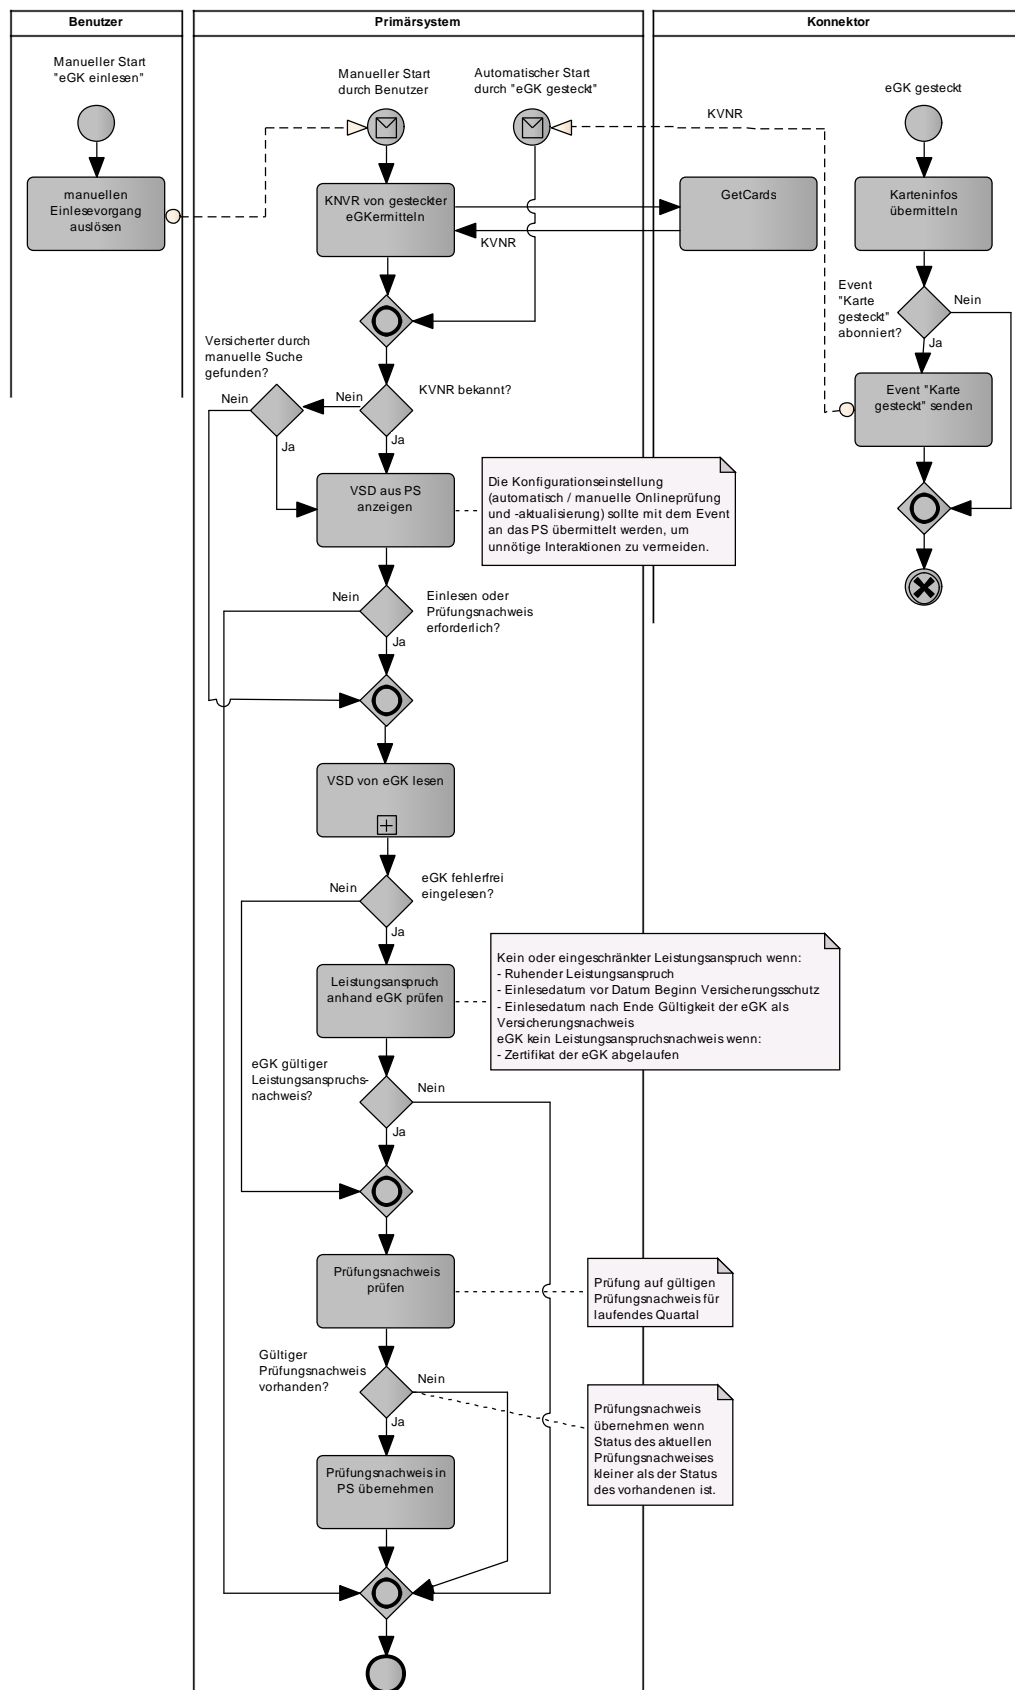 Benutzer
Primärsystem
Konnektor
Manueller Start
"eGK einlesen"
Manueller Start
durch Benutzer
Automatischer Start
durch "eGK gesteckt"
eGK gesteckt
KVNR
manuellen
Einlesevorgang
auslösen
KNVR von gesteckter
eGKermitteln
GetCards
Karteninfos
übermitteln
KVNR
Event
"Karte
gesteckt"
abonniert?
Nein
Ja
Versicherter durch
manuelle Suche
gefunden?
Nein
Nein
KVNR bekannt?
Event "Karte
gesteckt" senden
Ja
Ja
VSD aus PS
anzeigen
Die Konfigurationseinstellung
(automatisch / manuelle Onlineprüfung
und -aktualisierung) sollte mit dem Event
an das PS übermittelt werden, um
unnötige Interaktionen zu vermeiden.
Nein
Einlesen oder
Prüfungsnachweis
erforderlich?
Ja
VSD von eGK lesen
Nein
eGK fehlerfrei
eingelesen?
Ja
Leistungsanspruch
anhand eGK prüfen
Kein oder eingeschränkter Leistungsanspruch wenn:
- Ruhender Leistungsanspruch
- Einlesedatum vor Datum Beginn Versicherungsschutz
- Einlesedatum nach Ende Gültigkeit der eGK als
Versicherungsnachweis
eGK kein Leistungsanspruchsnachweis wenn:
- Zertifikat der eGK abgelaufen
eGK gültiger
Leistungsanspruchs-
nachweis?
Nein
Ja
Prüfungsnachweis
prüfen
Prüfung auf gültigen
Prüfungsnachweis für
laufendes Quartal
Gültiger
Prüfungsnachweis
vorhanden?
Nein
Ja
Prüfungsnachweis
übernehmen wenn
Status des aktuellen
Prüfungsnachweises
kleiner als der Status
des vorhandenen ist.
Prüfungsnachweis in
PS übernehmen